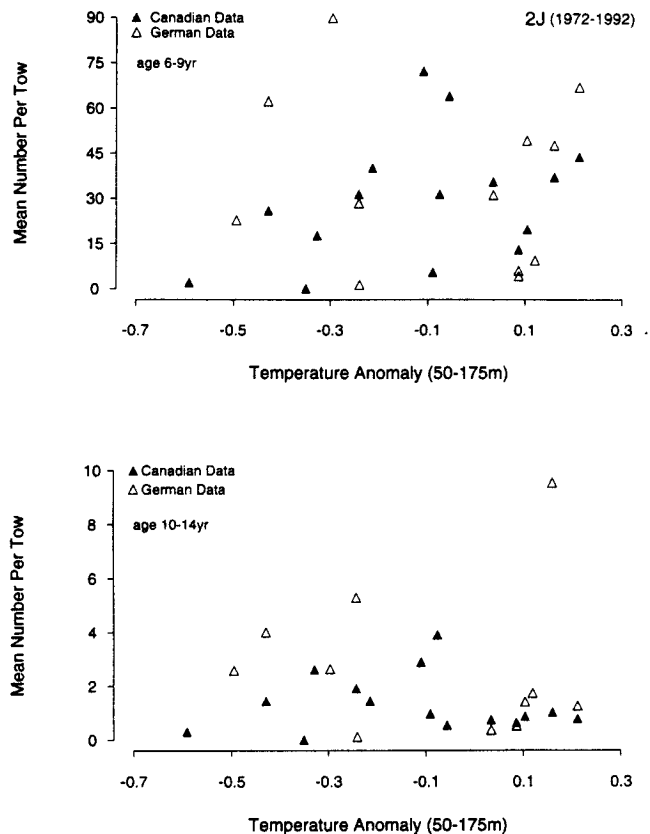 ▲ Canadian Data
△ German Data
2J (1972-1992)
age 6-9yr
Mean Number Per Tow
90
75
60
45
30
15
0
-0.7 -0.5 -0.3 -0.1 0.1 0.3
Temperature Anomaly (50-175m)
▲ Canadian Data
△ German Data
age 10-14yr
Mean Number Per Tow
10
8
6
4
2
0
-0.7 -0.5 -0.3 -0.1 0.1 0.3
Temperature Anomaly (50-175m)